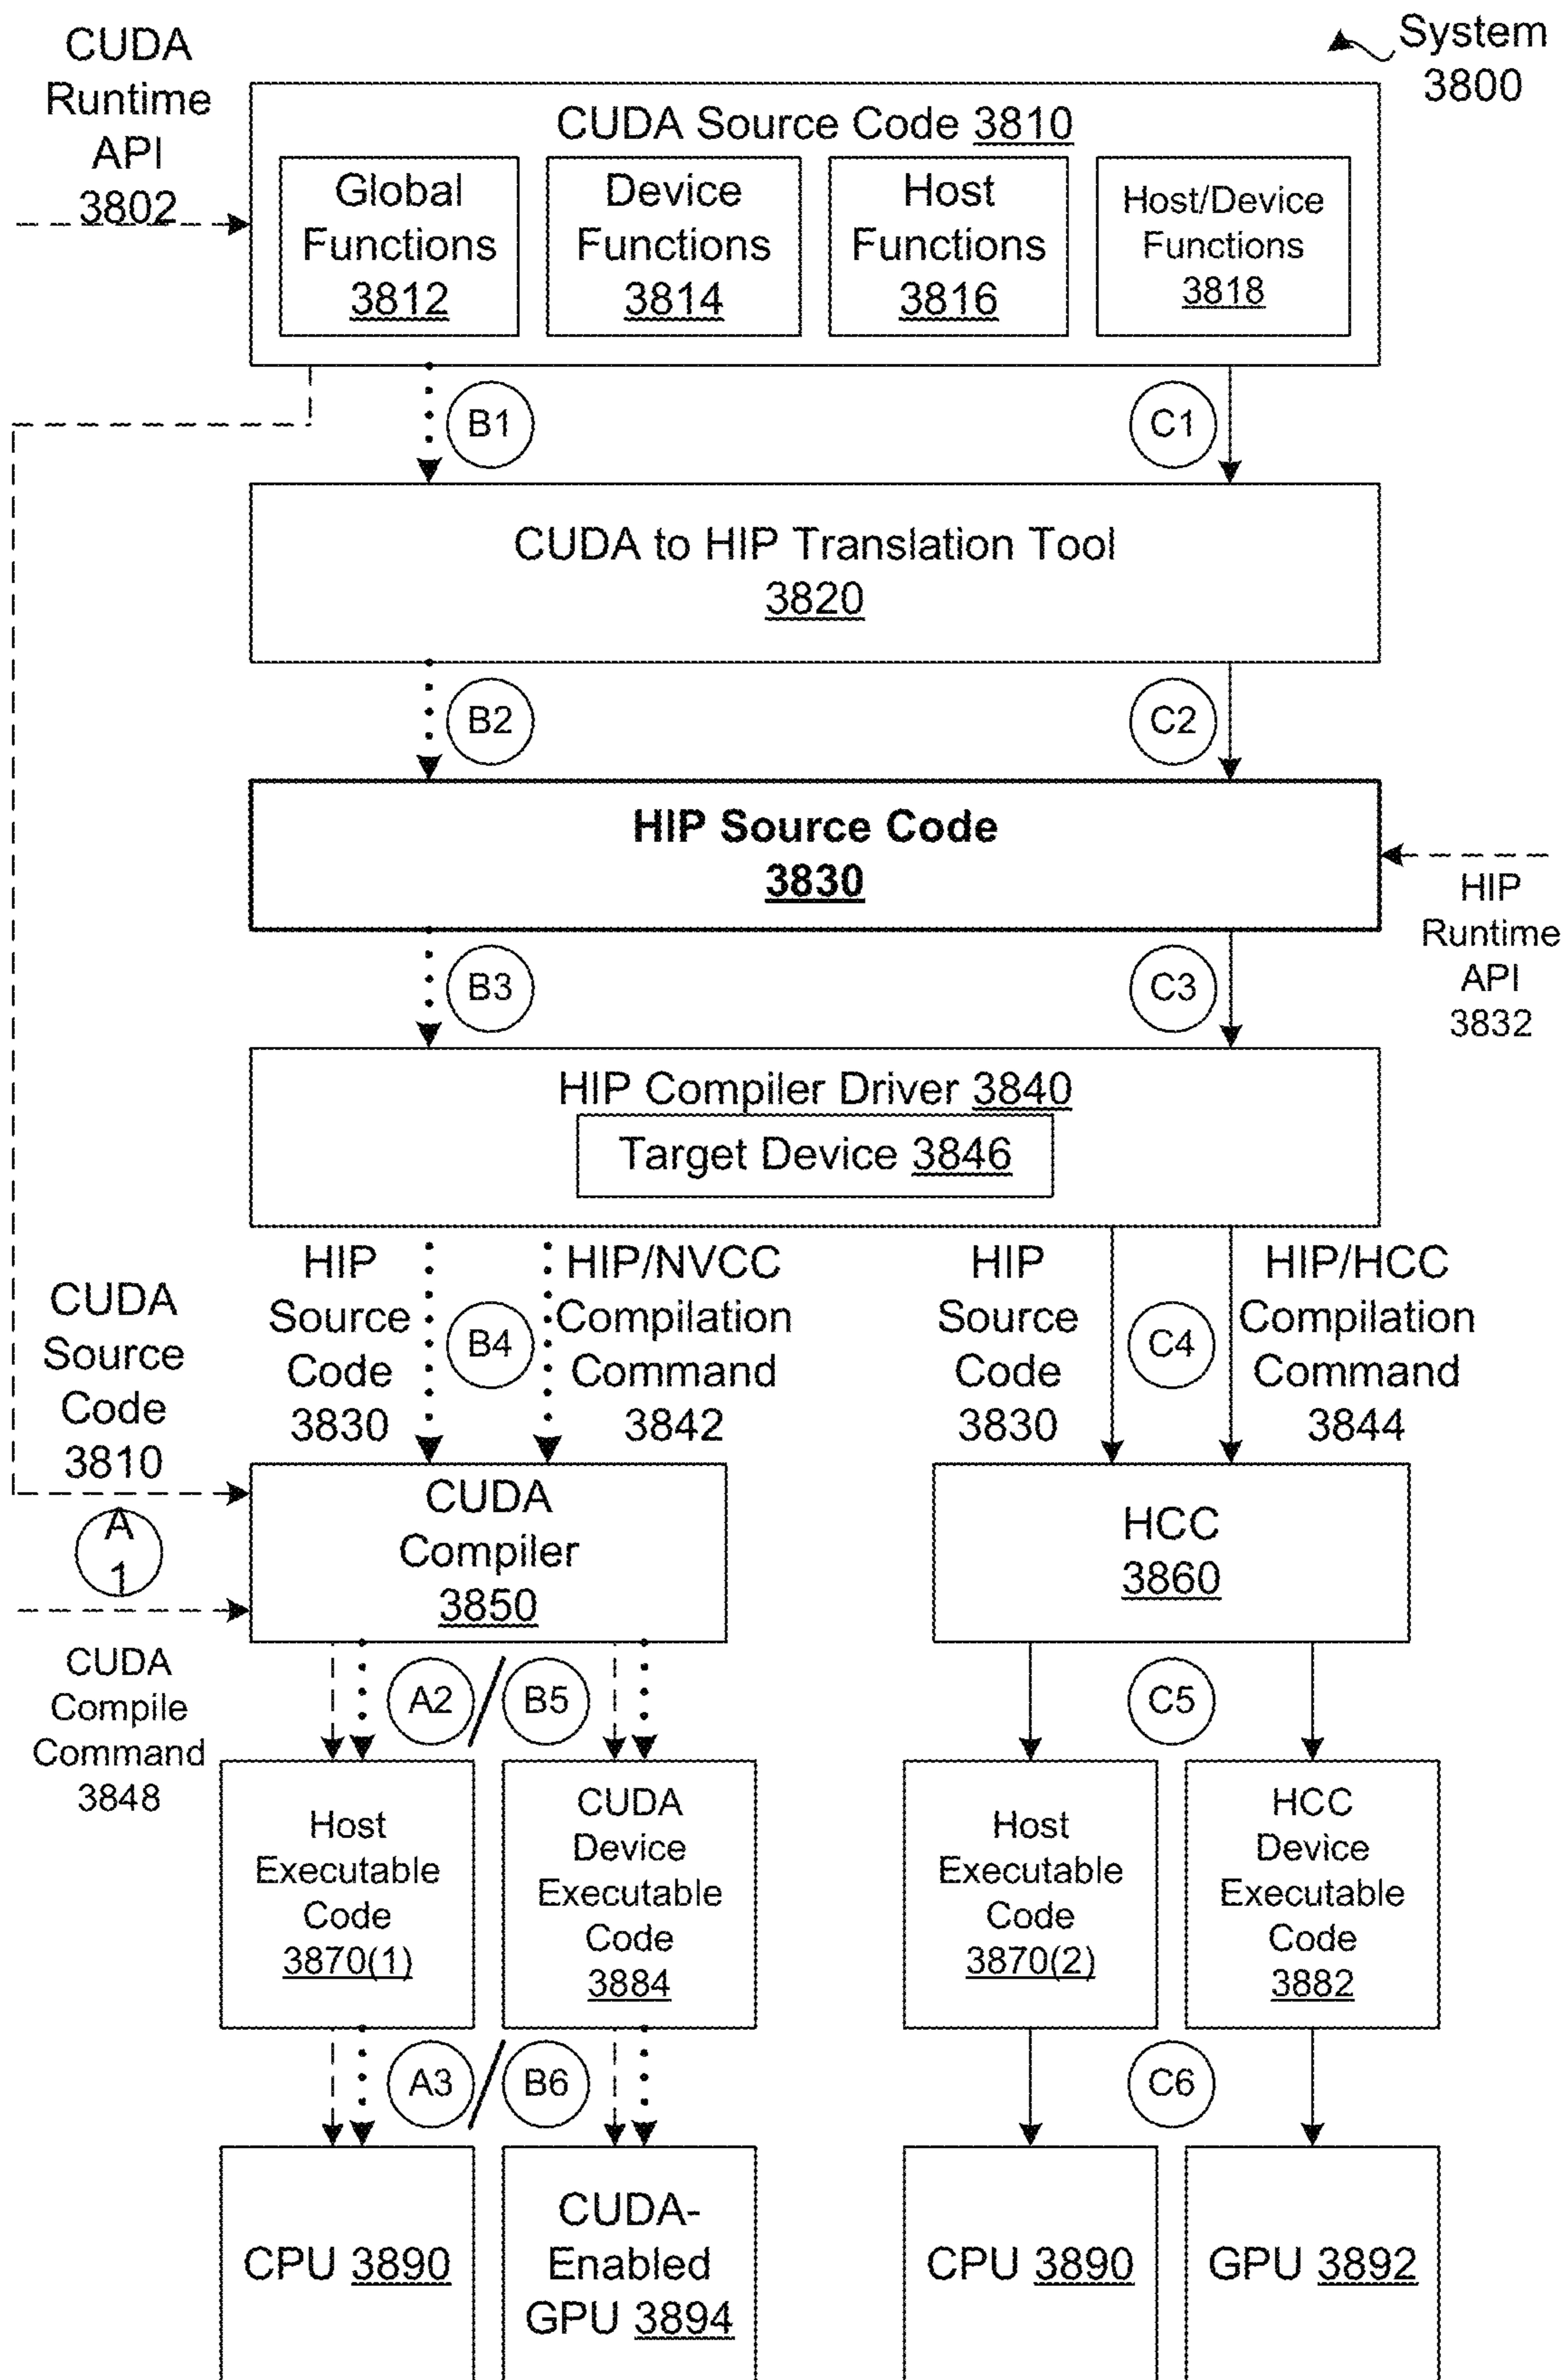 System
3800
CUDA
Runtime
API
3802
CUDA Source Code 3810
Global
Functions
3812
Device
Functions
3814
Host
Functions
3816
Host/Device
Functions
3818
B1
C1
CUDA to HIP Translation Tool
3820
B2
C2
HIP Source Code
3830
HIP
Runtime
API
3832
B3
C3
HIP Compiler Driver 3840
Target Device 3846
HIP
Source
Code
3830
B4
HIP/NVCC
Compilation
Command
3842
HIP
Source
Code
3830
C4
HIP/HCC
Compilation
Command
3844
CUDA
Source
Code
3810
A
1
CUDA
Compile
Command
3848
CUDA
Compiler
3850
HCC
3860
A2
B5
C5
Host
Executable
Code
3870(1)
CUDA
Device
Executable
Code
3884
Host
Executable
Code
3870(2)
HCC
Device
Executable
Code
3882
A3
B6
C6
CPU 3890
CUDA-
Enabled
GPU 3894
CPU 3890
GPU 3892